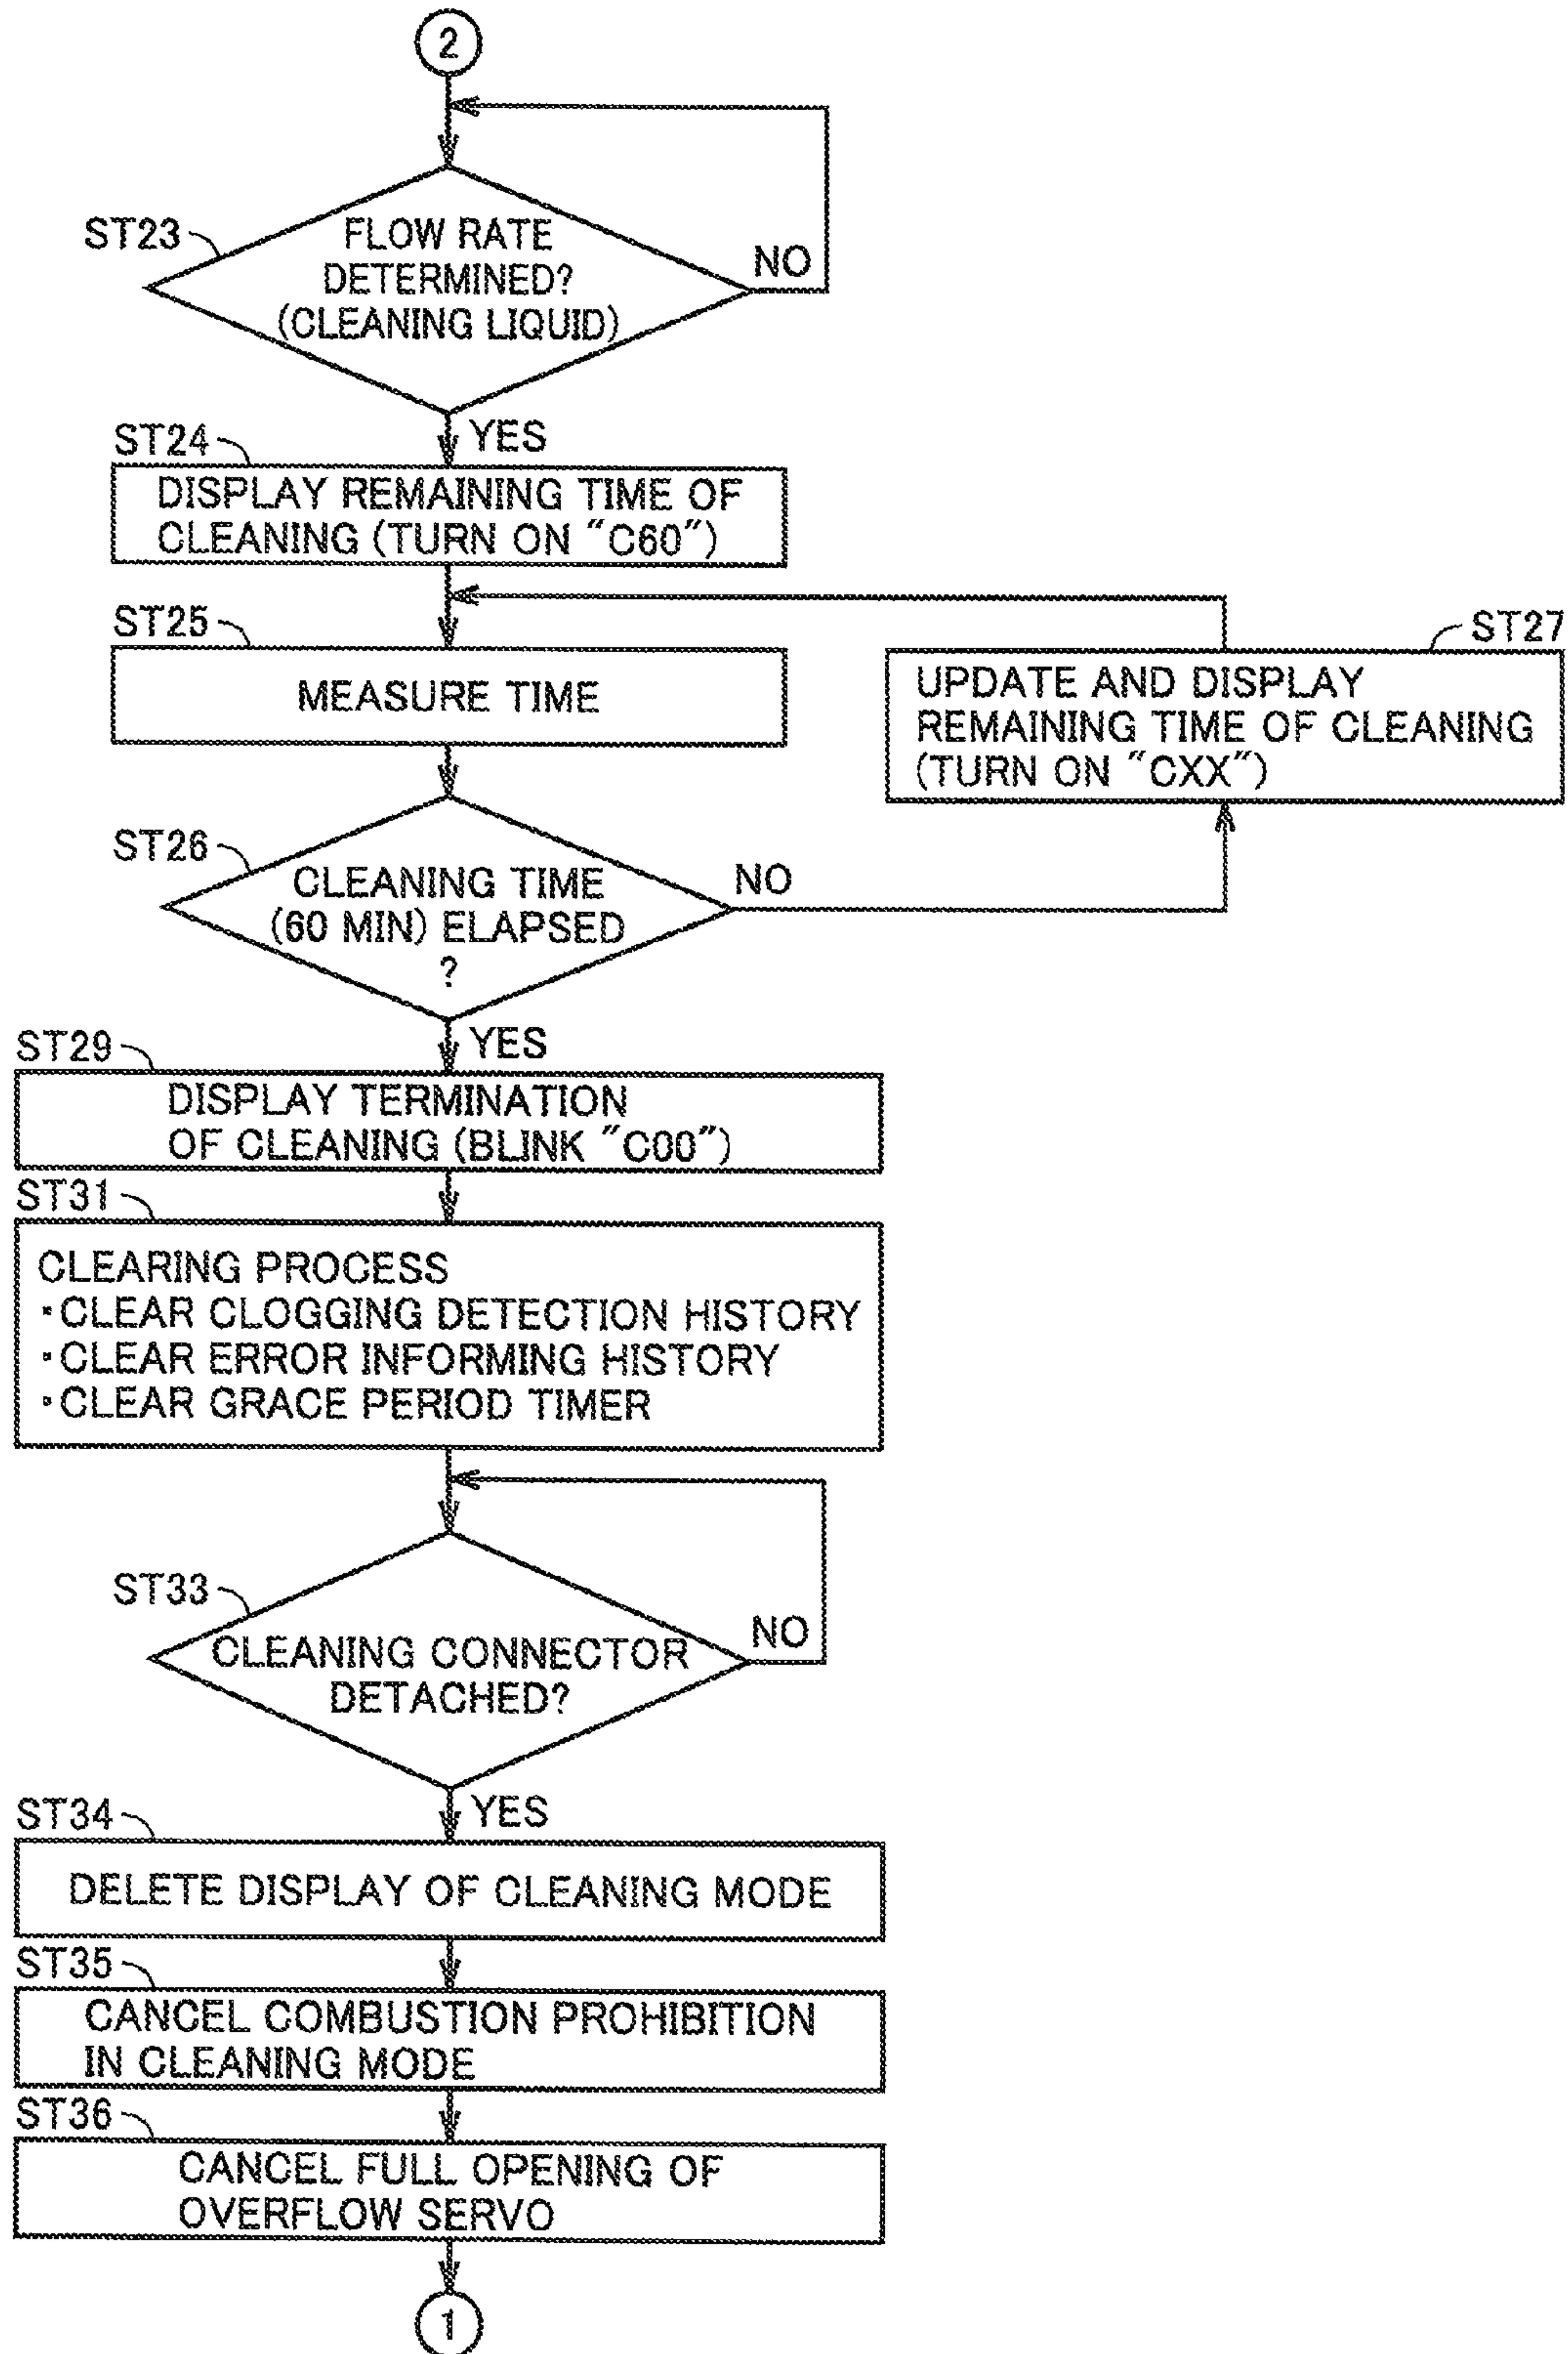 2
ST23
FLOW RATE
DETERMINED?
(CLEANING LIQUID)
NO
YES
ST24
DISPLAY REMAINING TIME OF
CLEANING (TURN ON "C60")
ST25
MEASURE TIME
ST27
UPDATE AND DISPLAY
REMAINING TIME OF CLEANING
(TURN ON "CXX")
ST26
CLEANING TIME
(60 MIN) ELAPSED
?
NO
YES
ST29
DISPLAY TERMINATION
OF CLEANING (BLINK "C00")
ST31
CLEARING PROCESS
・CLEAR CLOGGING DETECTION HISTORY
・CLEAR ERROR INFORMING HISTORY
・CLEAR GRACE PERIOD TIMER
ST33
CLEANING CONNECTOR
DETACHED?
NO
YES
ST34
DELETE DISPLAY OF CLEANING MODE
ST35
CANCEL COMBUSTION PROHIBITION
IN CLEANING MODE
ST36
CANCEL FULL OPENING OF
OVERFLOW SERVO
1